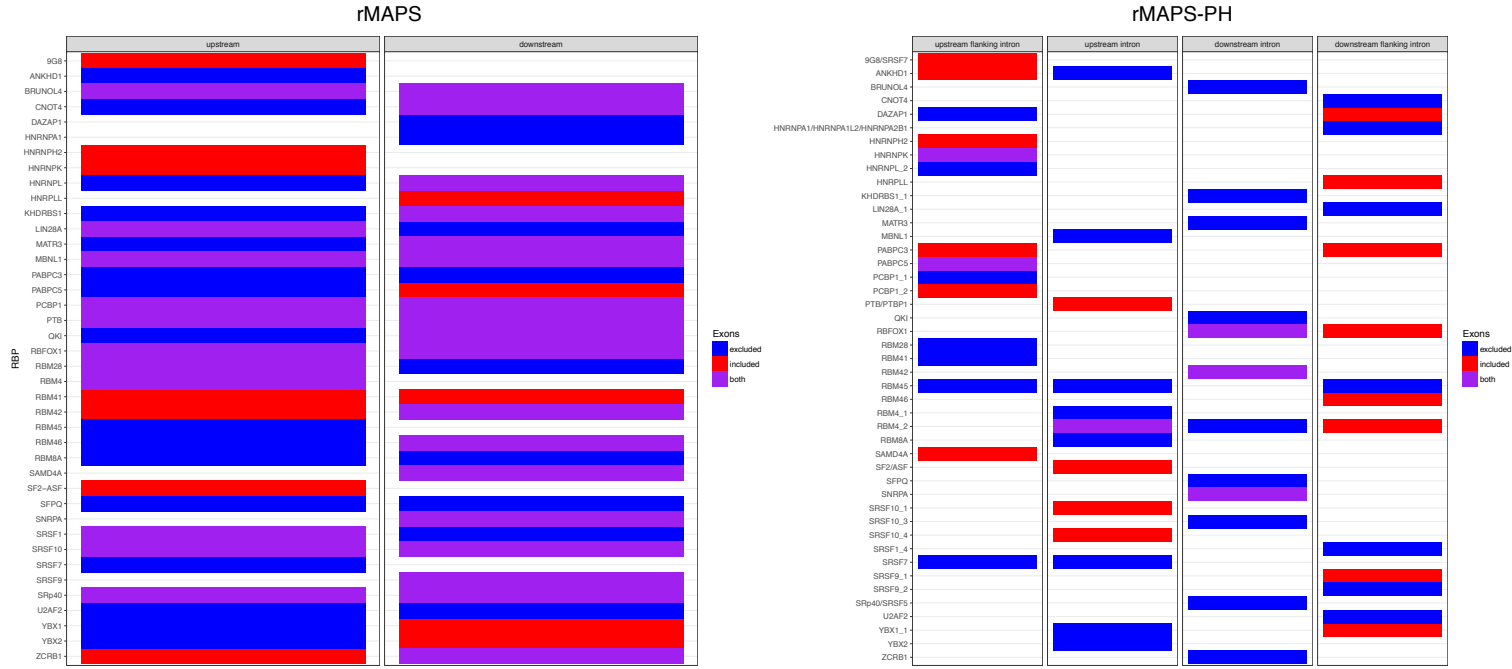 rMAPS
upstream
downstream
9G8
ANKHD1
BRUNOL4
CNOT4
DAZAP1
HNRNPA1
HNRNPH2
HNRNPK
HNRNPL
HNRPLL
KHDRBS1
LIN28A
MATR3
MBNL1
PABPC3
PABPC5
PCBP1
PTB
QKI
RBFOX1
RBM28
RBM4
RBM41
RBM42
RBM45
RBM46
RBM8A
SAMD4A
SF2−ASF
SFPQ
SNRPA
SRSF1
SRSF10
SRSF7
SRSF9
SRp40
U2AF2
YBX1
YBX2
ZCRB1
RBP
Exons
excluded
included
both
rMAPS-PH
upstream flanking intron
upstream intron
downstream intron
downstream flanking intron
9G8/SRSF7
ANKHD1
BRUNOL4
CNOT4
DAZAP1
HNRNPA1/HNRNPA1L2/HNRNPA2B1
HNRNPH2
HNRNPK
HNRNPL_2
HNRPLL
KHDRBS1_1
LIN28A_1
MATR3
MBNL1
PABPC3
PABPC5
PCBP1_1
PCBP1_2
PTB/PTBP1
QKI
RBFOX1
RBM28
RBM41
RBM42
RBM45
RBM46
RBM4_1
RBM4_2
RBM8A
SAMD4A
SF2/ASF
SFPQ
SNRPA
SRSF10_1
SRSF10_3
SRSF10_4
SRSF1_4
SRSF7
SRSF9_1
SRSF9_2
SRp40/SRSF5
U2AF2
YBX1_1
YBX2
ZCRB1
Exons
excluded
included
both